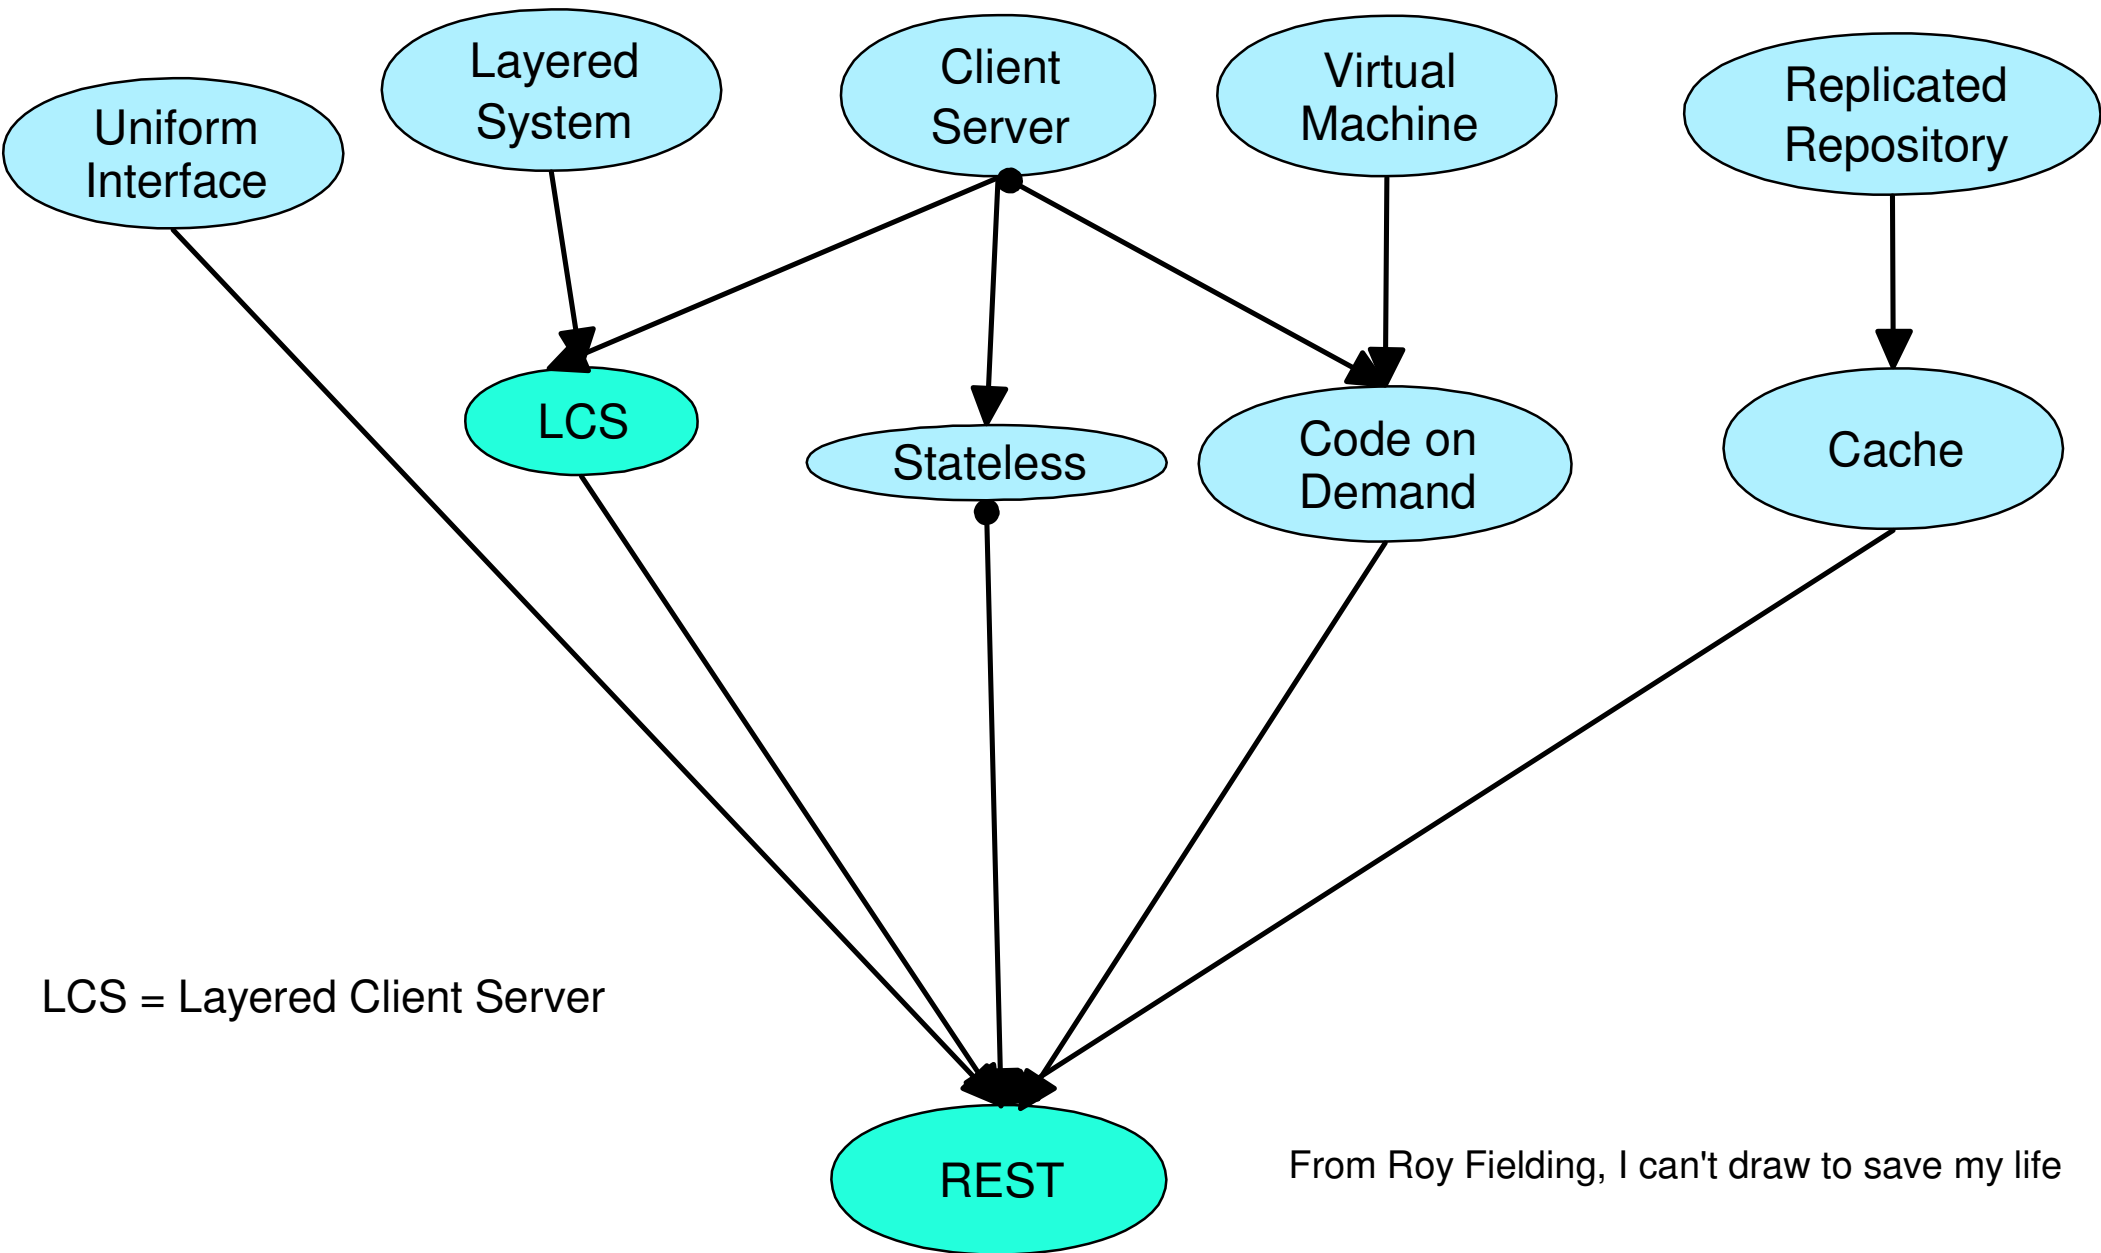 Uniform
Interface
Layered
System
Client
Server
Virtual
Machine
Replicated
Repository
LCS
Stateless
Code on
Demand
Cache
LCS = Layered Client Server
REST
From Roy Fielding, I can't draw to save my life